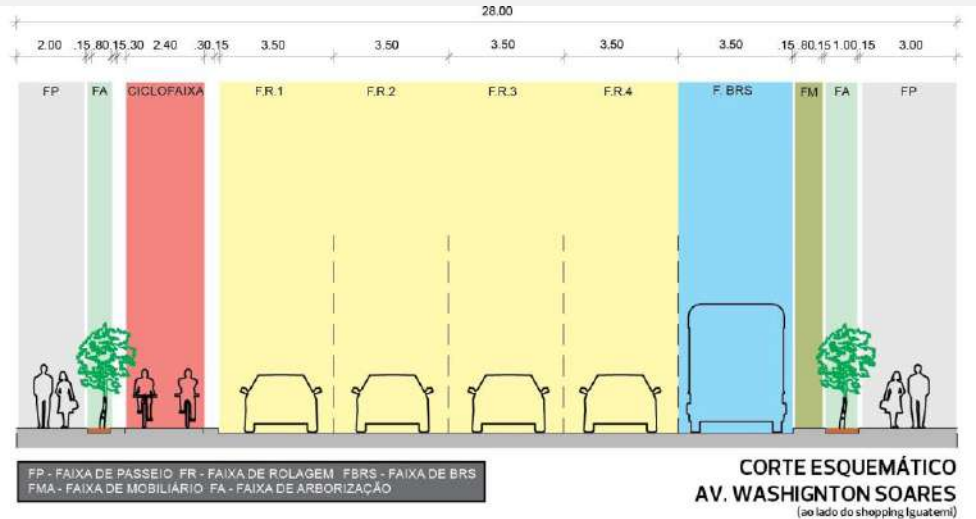 28.00
2.00 .15 .80 .15 .30 2.40 .30 .15 3.50 3.50 3.50 3.50 3.50 .15 .80 .15 1.00 .15 3.00
FP FA CICLOFAIXA F.R.1 F.R.2 F.R.3 F.R.4 F. BRS FM FA FP
FP - FAIXA DE PASSEIO FR - FAIXA DE ROLAGEM FBRS - FAIXA DE BRS
FMA - FAIXA DE MOBILIÁRIO FA - FAIXA DE ARBORIZAÇÃO
CORTE ESQUEMÁTICO
AV. WASHIGNTON SOARES
(ao lado do shopping Iguatemi)